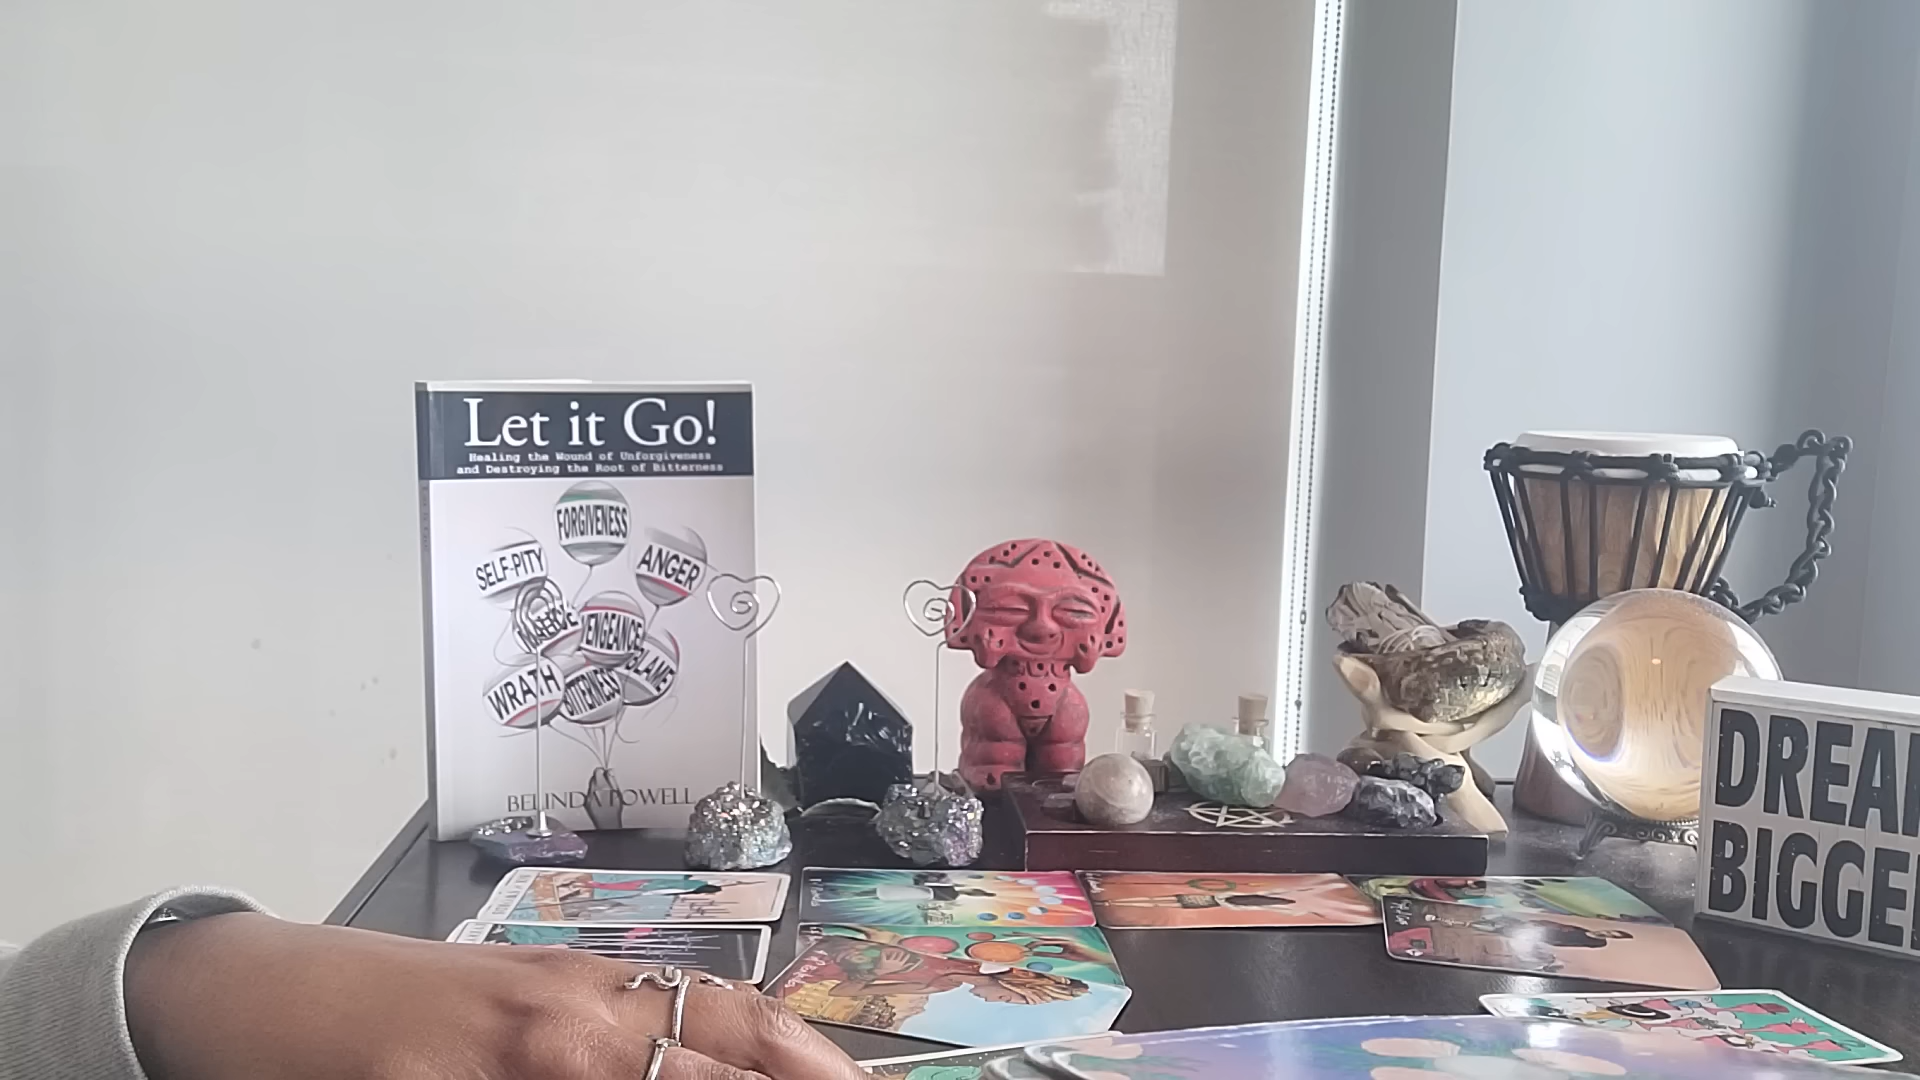 Let it Go!
Healing the Wound of Unforgiveness
and Destroying the Root of Bitterness
FORGIVENESS
SELF-PITY
ANGER
VENGEANCE
BLAME
WRATH
BITTERNESS
BELINDA POWELL
DREA
BIGGE